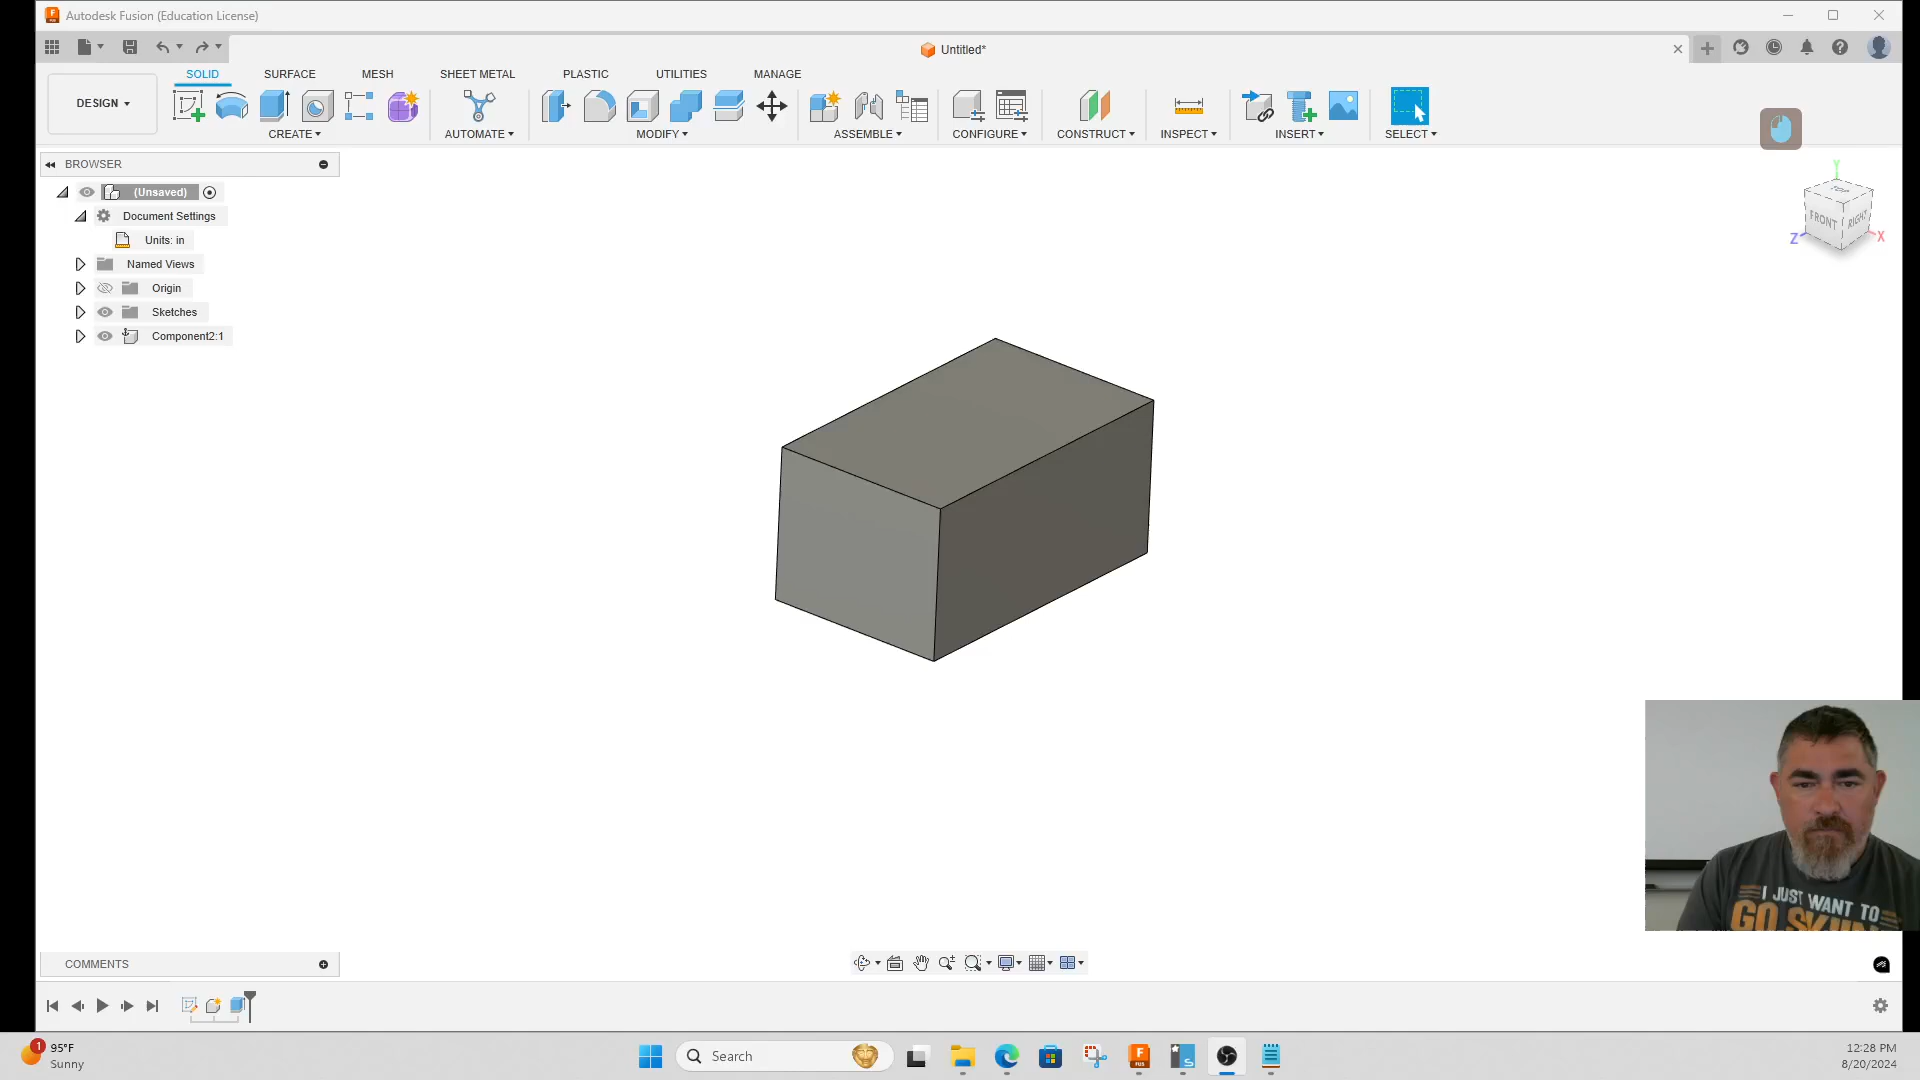 Autodesk Fusion (Education License)
Untitled*
DESIGN
SOLID
SURFACE
MESH
SHEET METAL
PLASTIC
UTILITIES
MANAGE
CREATE
AUTOMATE
MODIFY
ASSEMBLE
CONFIGURE
CONSTRUCT
INSPECT
INSERT
SELECT
BROWSER
(Unsaved)
Document Settings
Units: in
Named Views
Origin
Sketches
Component2:1
Y
FRONT
RIGHT
Z
X
I JUST WANT TO
COMMENTS
1
95°F
Sunny
Search
12:28 PM
8/20/2024